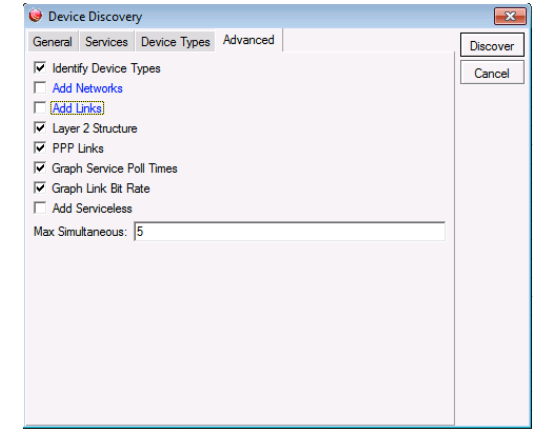 Device Discovery
General Services Device Types Advanced
Discover
Cancel
Identify Device Types
Add Networks
Add Links
Layer 2 Structure
PPP Links
Graph Service Poll Times
Graph Link Bit Rate
Add Serviceless
Max Simultaneous: 5